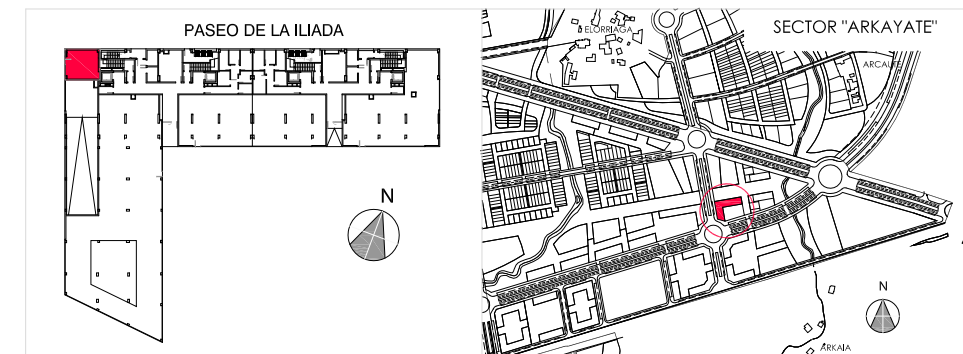 PASEO DE LA ILIADA
N
SECTOR "ARKAYATE"
ELORRIAGA
ARCAUTE
N
ARKAIA